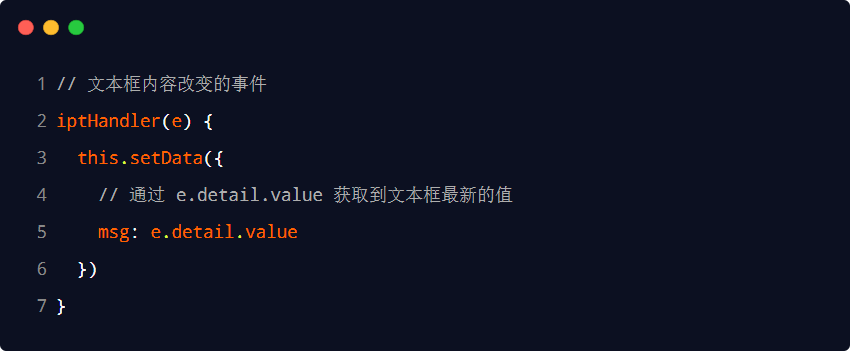 1 // 文本框内容改变的事件
2 iptHandler(e) {
3   this.setData({
4     // 通过 e.detail.value 获取到文本框最新的值
5     msg: e.detail.value
6   })
7 }